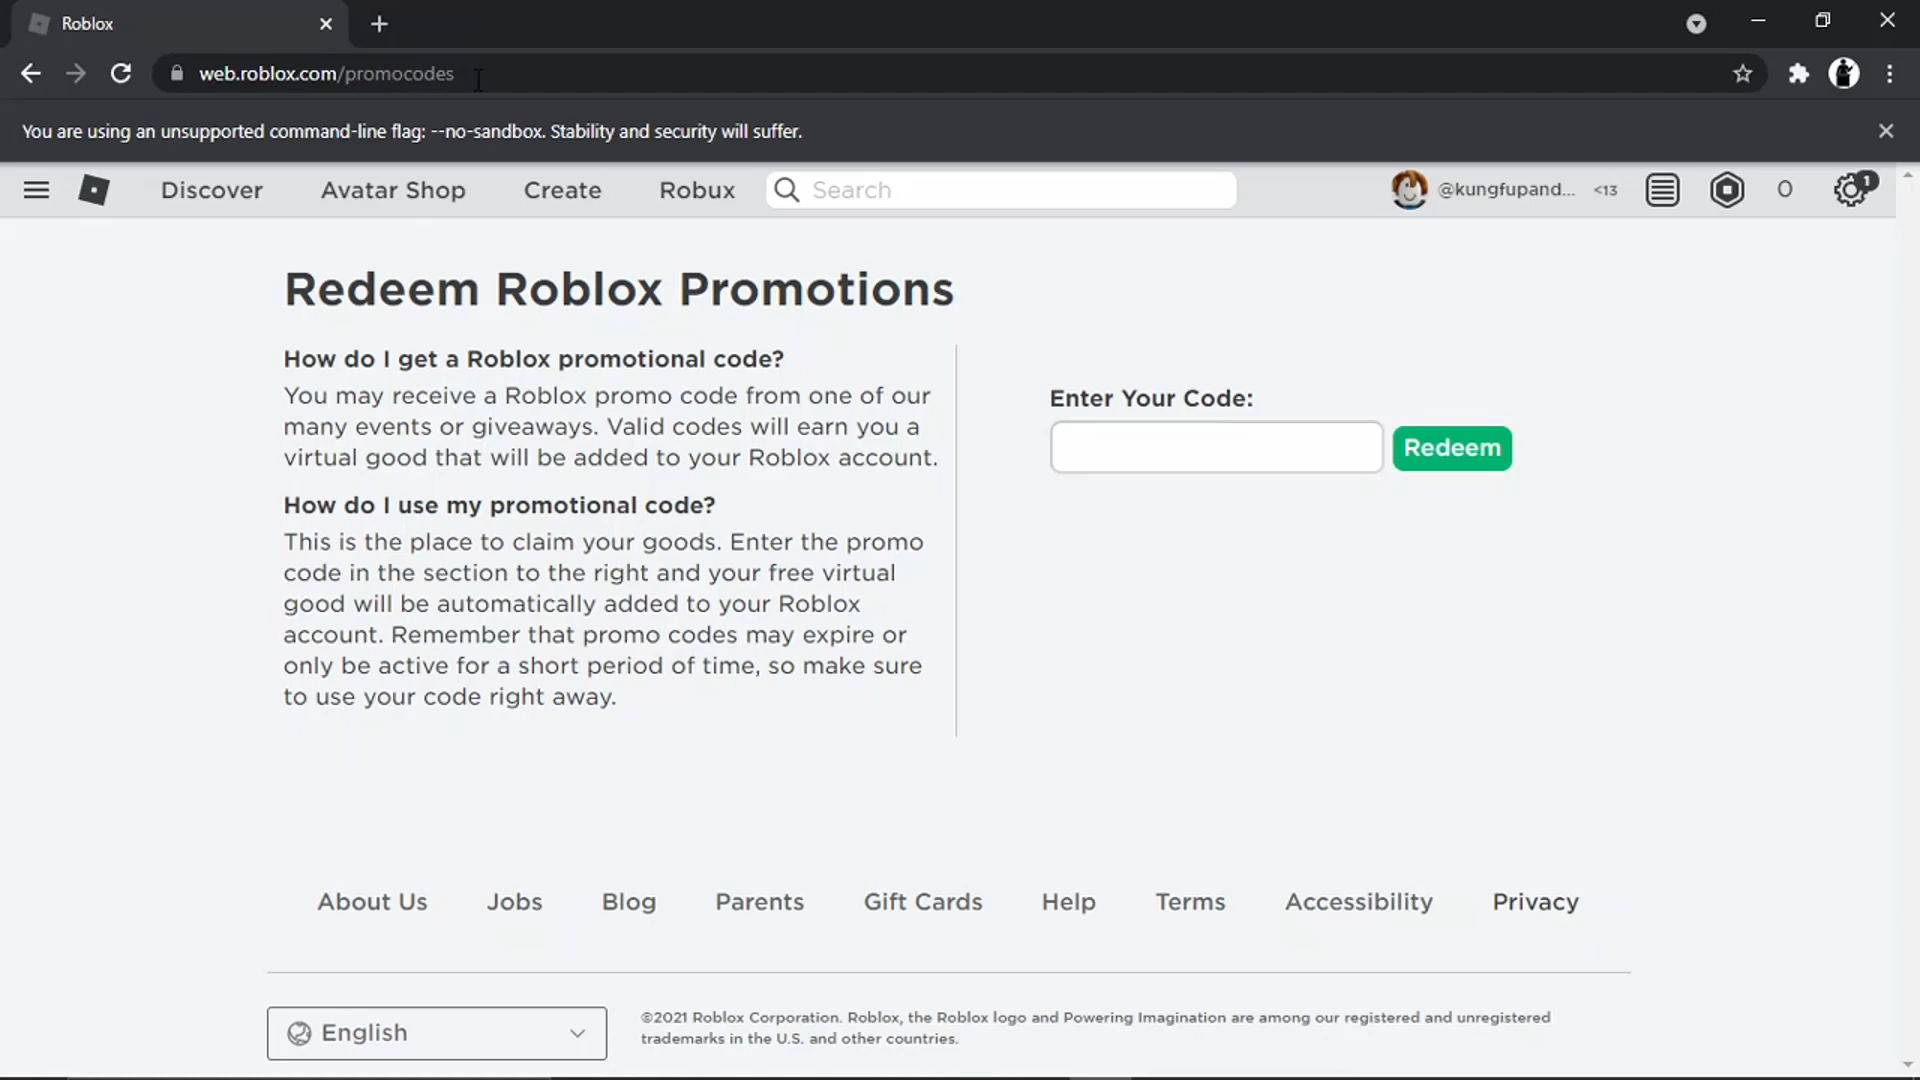 Roblox
web.roblox.com/promocodes
You are using an unsupported command-line flag: --no-sandbox. Stability and security will suffer.
Discover Avatar Shop Create Robux Search @kungfupand... <13 0 1
Redeem Roblox Promotions
How do I get a Roblox promotional code?
You may receive a Roblox promo code from one of our
many events or giveaways. Valid codes will earn you a
virtual good that will be added to your Roblox account.
How do I use my promotional code?
This is the place to claim your goods. Enter the promo
code in the section to the right and your free virtual
good will be automatically added to your Roblox
account. Remember that promo codes may expire or
only be active for a short period of time, so make sure
to use your code right away.
Enter Your Code:
Redeem
About Us Jobs Blog Parents Gift Cards Help Terms Accessibility Privacy
English
©2021 Roblox Corporation. Roblox, the Roblox logo and Powering Imagination are among our registered and unregistered
trademarks in the U.S. and other countries.